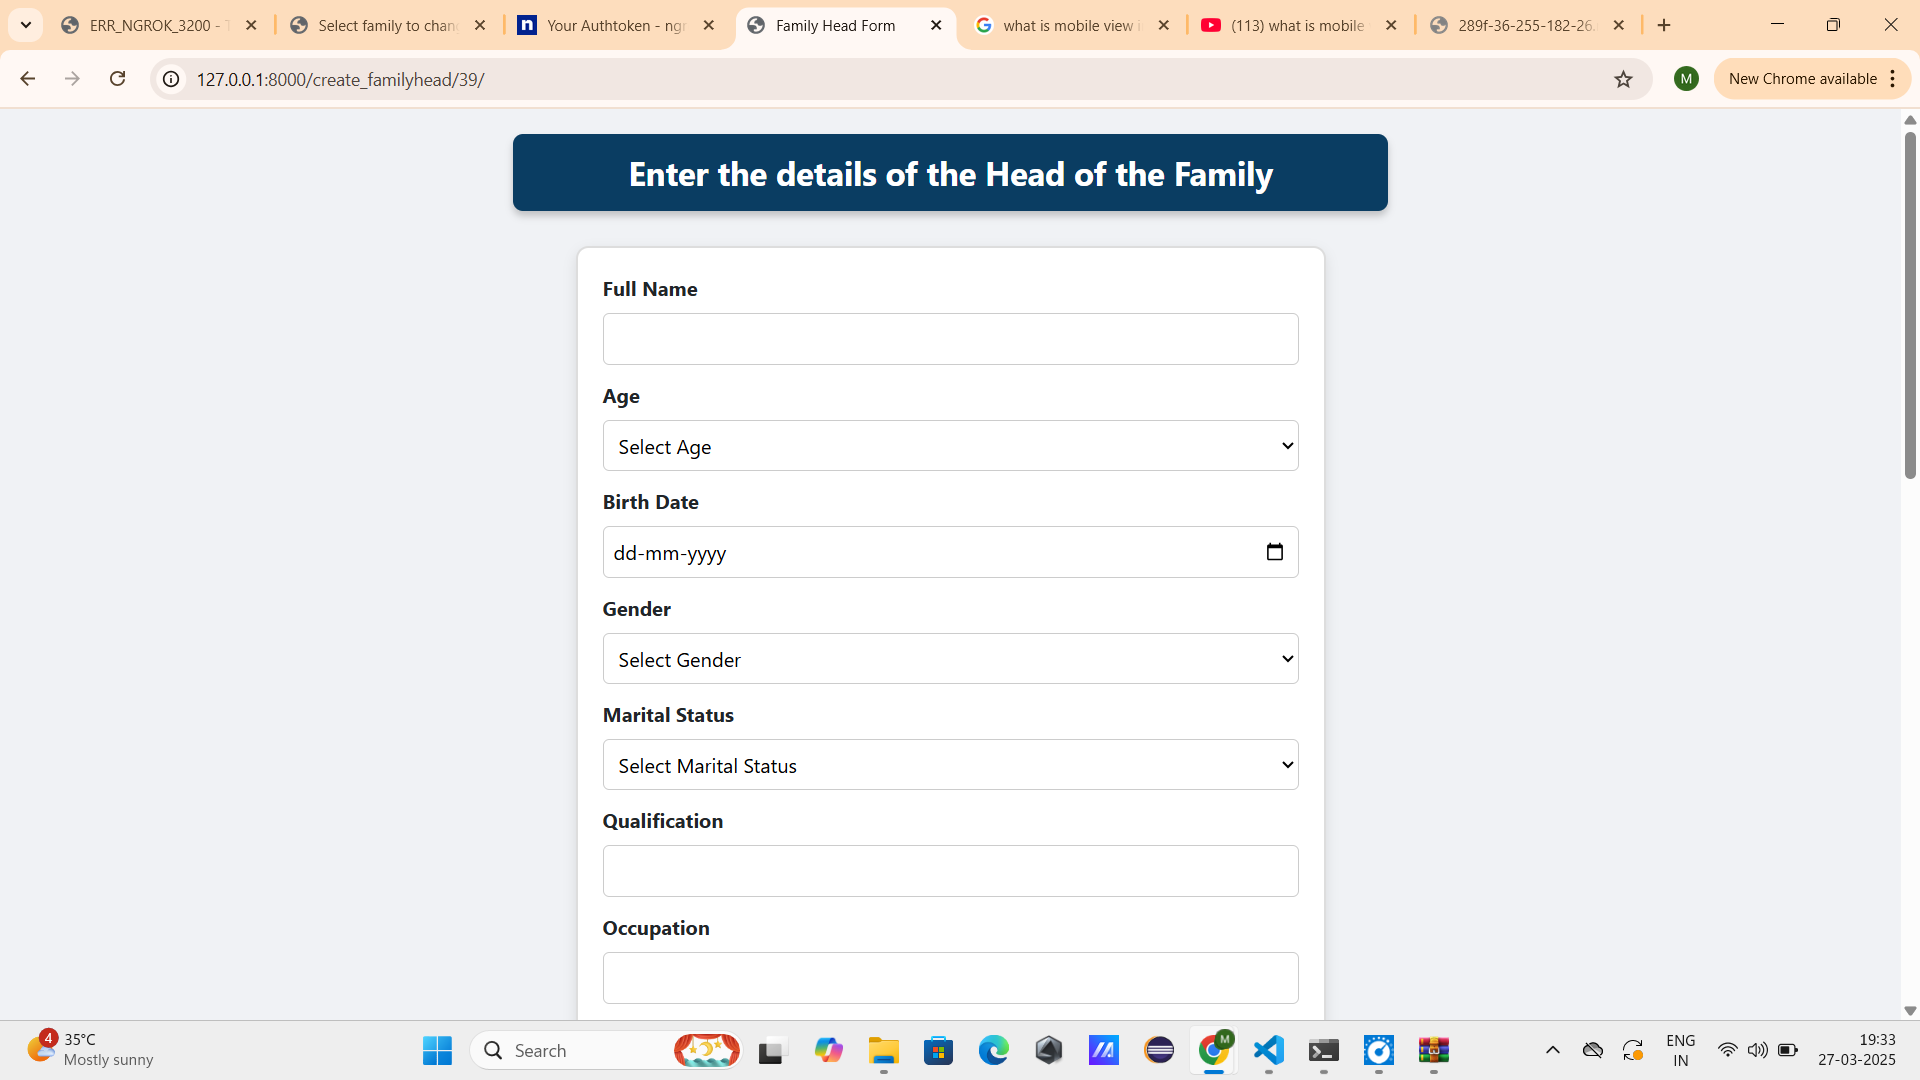 ERR_NGROK_3200 - T
Select family to chan
Your Authtoken - ngr
Family Head Form
what is mobile view i
(113) what is mobile
289f-36-255-182-26.
127.0.0.1:8000/create_familyhead/39/
M
New Chrome available
Enter the details of the Head of the Family
Full Name
Age
Select Age
Birth Date
dd-mm-yyyy
Gender
Select Gender
Marital Status
Select Marital Status
Qualification
Occupation
4
35°C
Mostly sunny
Search
M
ENG
IN
19:33
27-03-2025